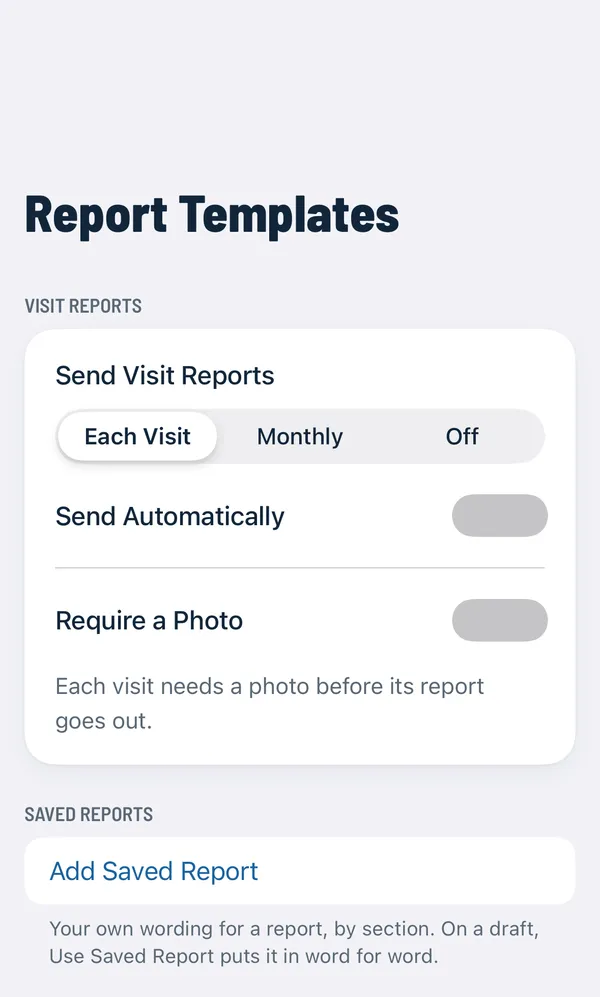 Report Templates
VISIT REPORTS
Send Visit Reports
Each Visit
Monthly
Off
Send Automatically
Require a Photo
Each visit needs a photo before its report
goes out.
SAVED REPORTS
Add Saved Report
Your own wording for a report, by section. On a draft,
Use Saved Report puts it in word for word.